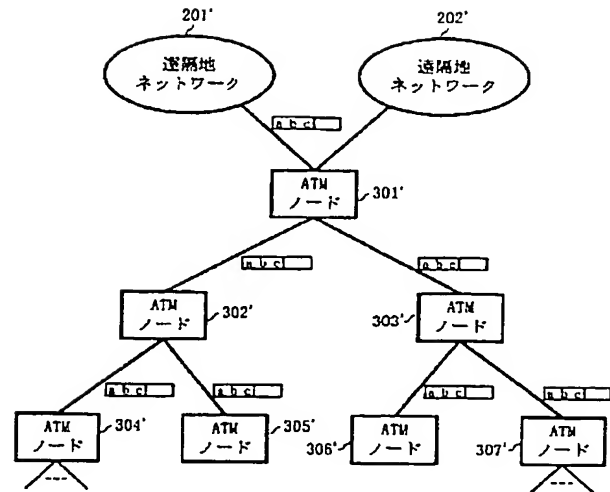 201'
202'
遠隔地
ネットワーク
遠隔地
ネットワーク
a b c
ATM
ノード
301'
a b c
a b c
ATM
ノード
302'
ATM
ノード
303'
a b c
a b c
a b c
a b c
ATM
ノード
304'
ATM
ノード
305'
ATM
ノード
306'
ATM
ノード
307'